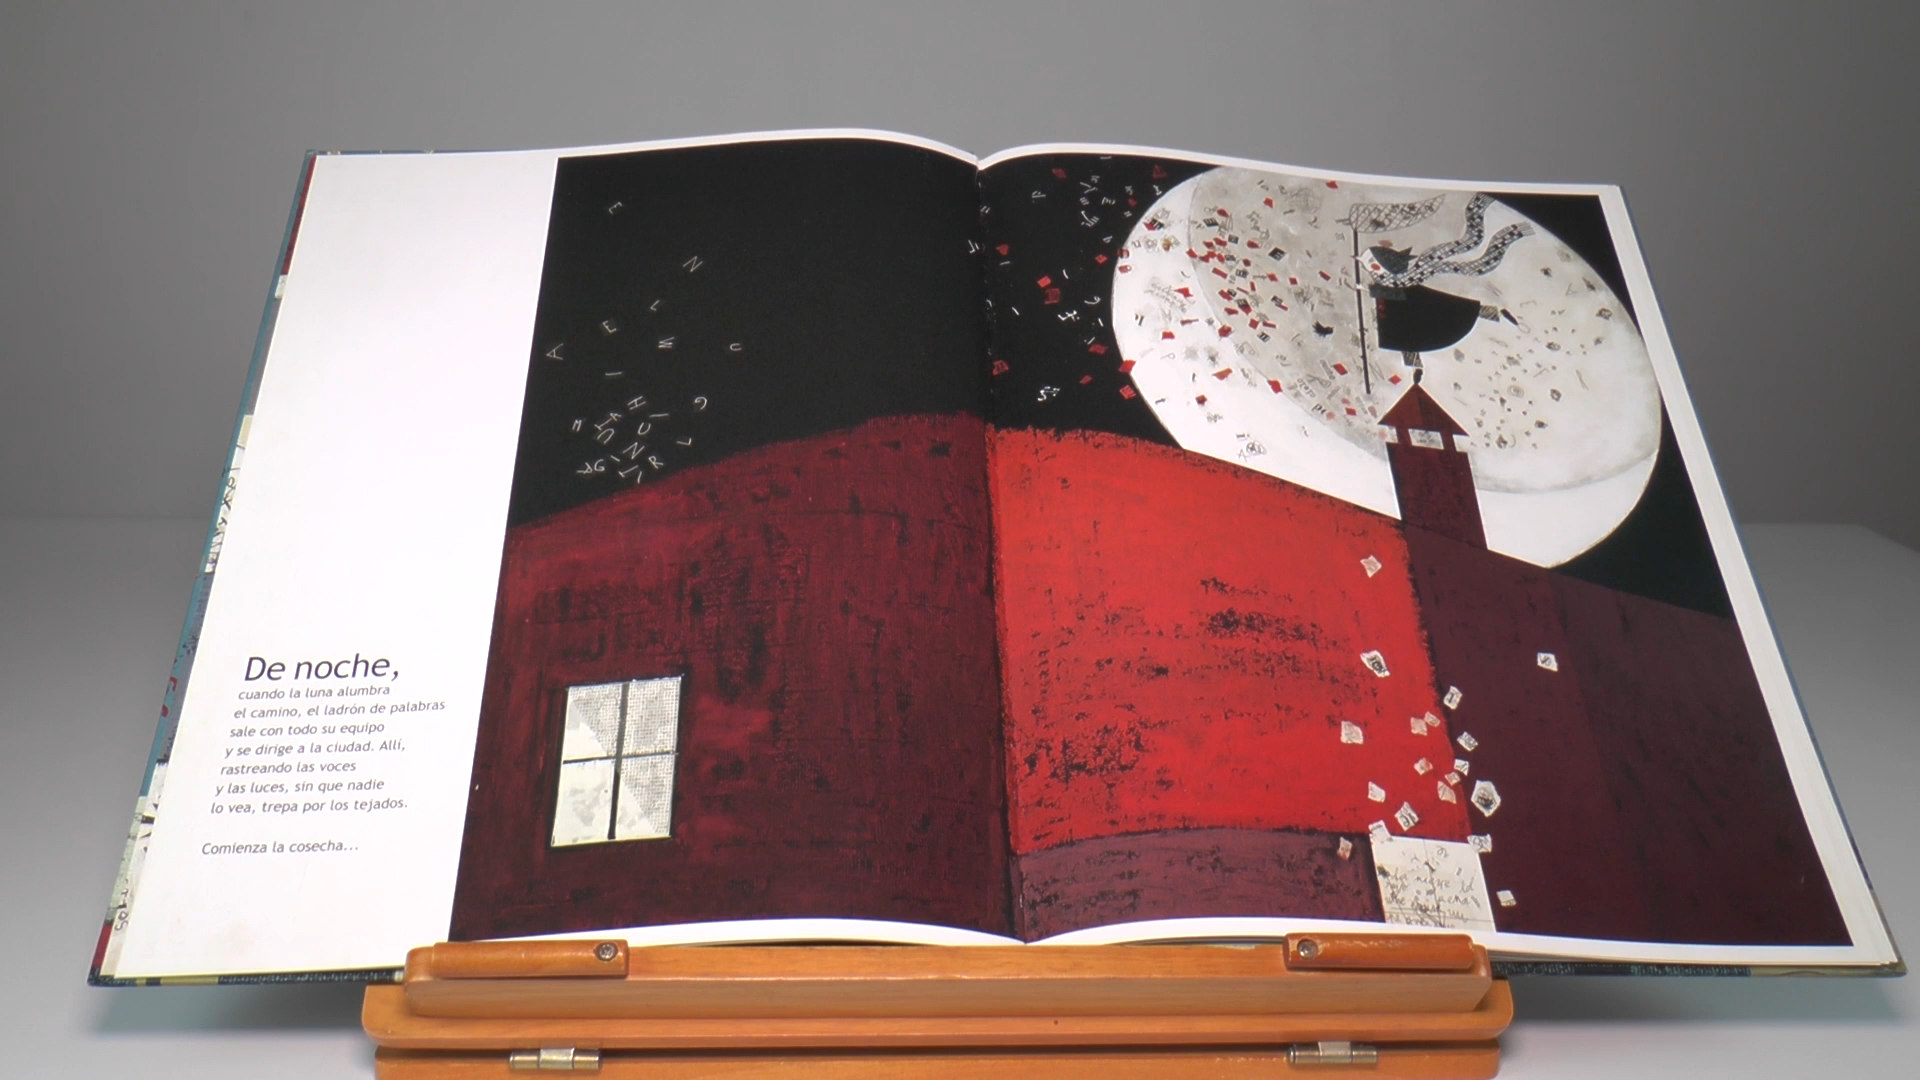 De noche,
cuando la luna alumbra
el camino, el ladrón de palabras
sale con todo su equipo
y se dirige a la ciudad. Allí,
rastreando las voces
y las luces, sin que nadie
lo vea, trepa por los tejados.
Comienza la cosecha...